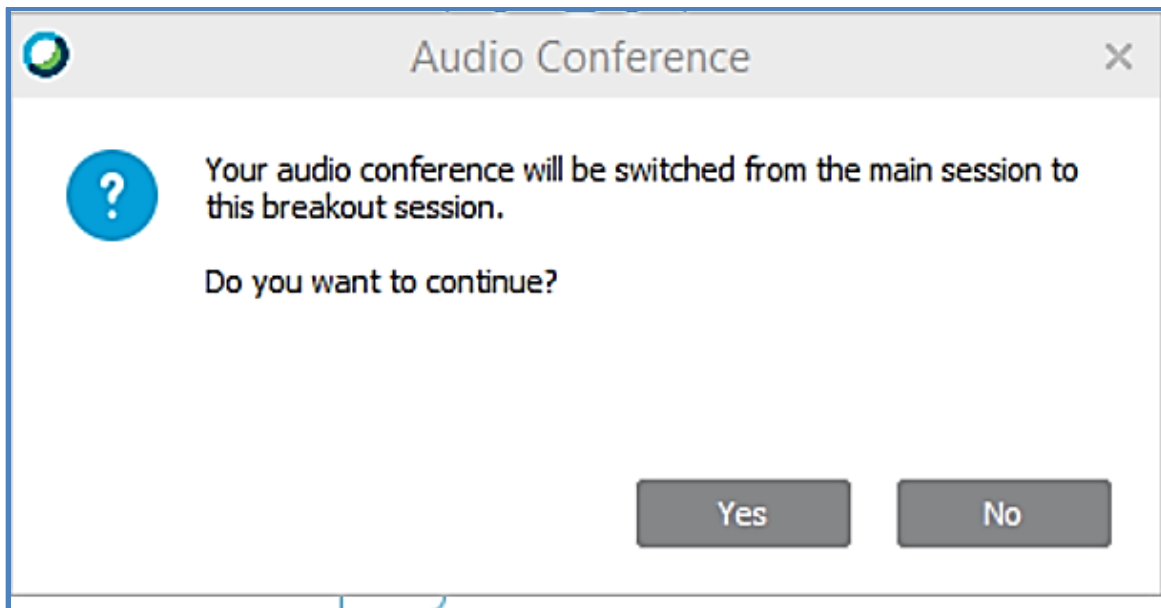 Audio Conference
Your audio conference will be switched from the main session to
this breakout session.
Do you want to continue?
Yes
No